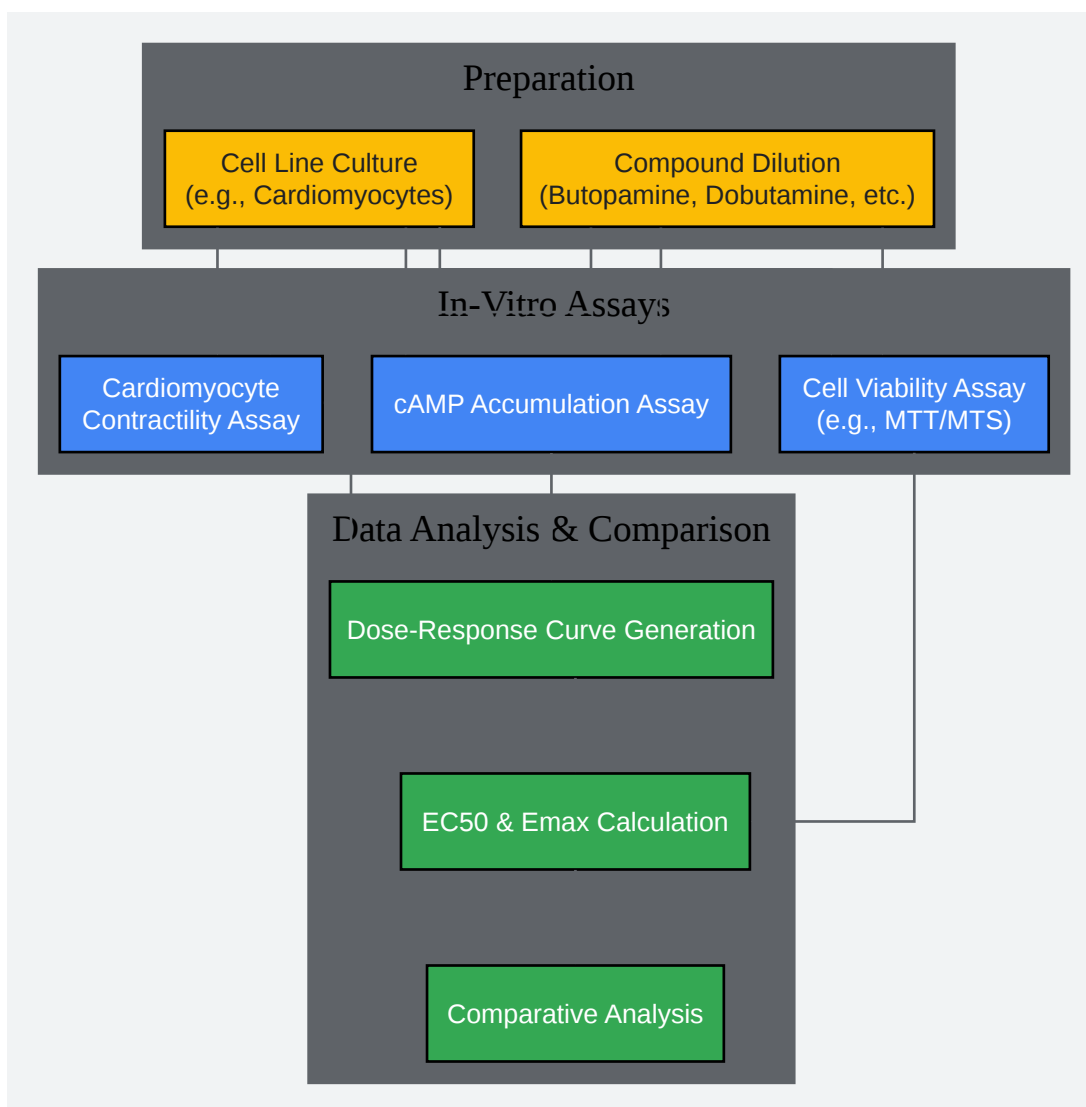 Preparation
Cell Line Culture
(e.g., Cardiomyocytes)
Compound Dilution
(Butopamine, Dobutamine, etc.)
In-Vitro Assays
Cardiomyocyte
Contractility Assay
cAMP Accumulation Assay
Cell Viability Assay
(e.g., MTT/MTS)
Data Analysis & Comparison
Dose-Response Curve Generation
EC50 & Emax Calculation
Comparative Analysis